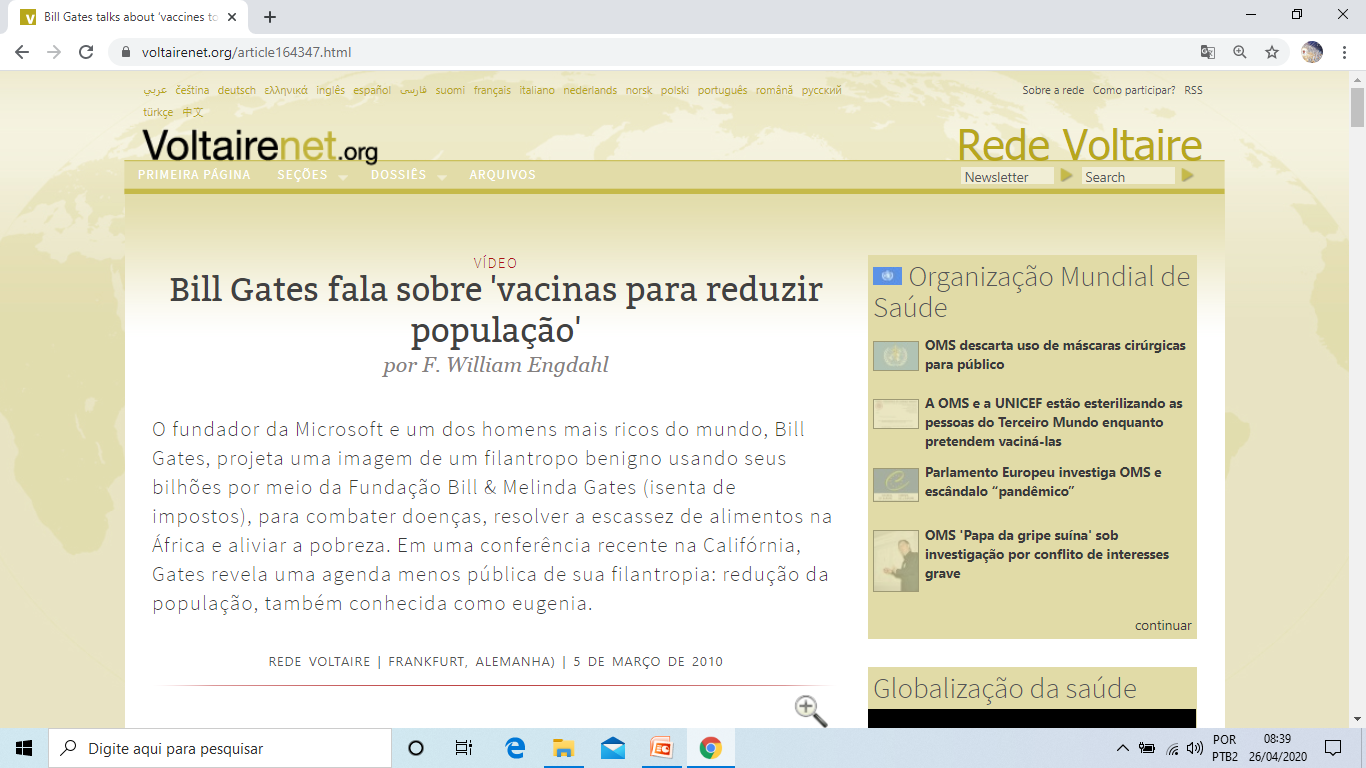 Bill Gates talks about 'vaccines to
voltairenet.org/article164347.html
عربي čeština deutsch ελληνικά inglês español فارسی suomi français italiano nederlands norsk polski português română русский
türkçe 中文
Sobre a rede Como participar? RSS
Voltairenet.org
Rede Voltaire
PRIMEIRA PÁGINA SEÇÕES DOSSIÊS ARQUIVOS
Newsletter Search
VÍDEO
Bill Gates fala sobre 'vacinas para reduzir
população'
por F. William Engdahl
O fundador da Microsoft e um dos homens mais ricos do mundo, Bill
Gates, projeta uma imagem de um filantropo benigno usando seus
bilhões por meio da Fundação Bill & Melinda Gates (isenta de
impostos), para combater doenças, resolver a escassez de alimentos na
África e aliviar a pobreza. Em uma conferência recente na Califórnia,
Gates revela uma agenda menos pública de sua filantropia: redução da
população, também conhecida como eugenia.
REDE VOLTAIRE | FRANKFURT, ALEMANHA) | 5 DE MARÇO DE 2010
Organização Mundial de
Saúde
OMS descarta uso de máscaras cirúrgicas
para público
A OMS e a UNICEF estão esterilizando as
pessoas do Terceiro Mundo enquanto
pretendem vaciná-las
Parlamento Europeu investiga OMS e
escândalo “pandêmico”
OMS 'Papa da gripe suína' sob
investigação por conflito de interesses
grave
continuar
Globalização da saúde
Digite aqui para pesquisar
POR
PTB2
08:39
26/04/2020